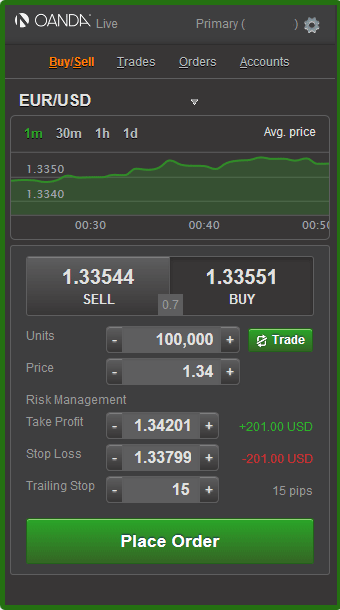 OANDA Live Primary ( )
Buy/Sell Trades Orders Accounts
EUR/USD
1m 30m 1h 1d Avg. price
1.3350
1.3340
00:30 00:40 00:50
1.33544 1.33551
SELL 0.7 BUY
Units - 100,000 + Trade
Price - 1.34 +
Risk Management
Take Profit - 1.34201 + +201.00 USD
Stop Loss - 1.33799 + -201.00 USD
Trailing Stop - 15 + 15 pips
Place Order